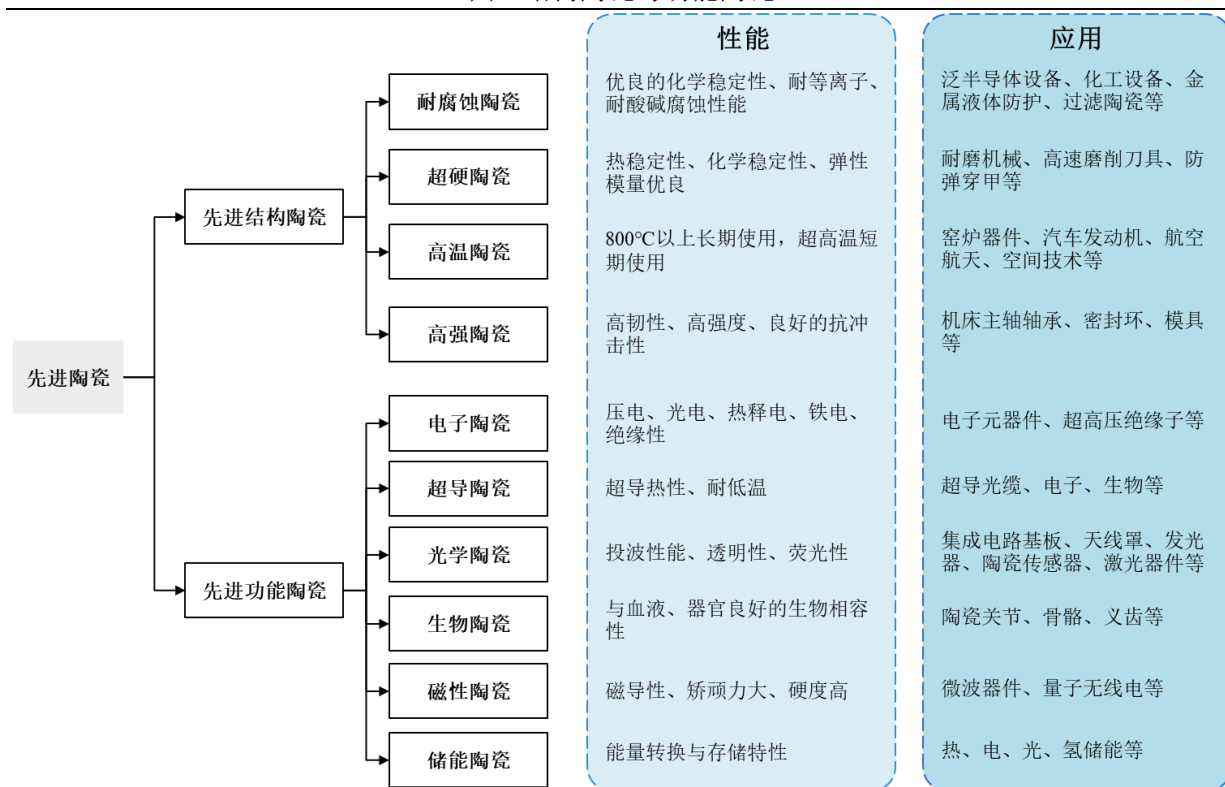 性能
应用
耐腐蚀陶瓷
优良的化学稳定性、耐等离子、
耐酸碱腐蚀性能
泛半导体设备、化工设备、金
属液体防护、过滤陶瓷等
超硬陶瓷
热稳定性、化学稳定性、弹性
模量优良
耐磨机械、高速磨削刀具、防
弹穿甲等
先进结构陶瓷
高温陶瓷
800°C以上长期使用，超高温短
期使用
窑炉器件、汽车发动机、航空
航天、空间技术等
高强陶瓷
高韧性、高强度、良好的抗冲
击性
机床主轴轴承、密封环、模具
等
先进陶瓷
电子陶瓷
压电、光电、热释电、铁电、
绝缘性
电子元器件、超高压绝缘子等
超导陶瓷
超导热性、耐低温
超导光缆、电子、生物等
光学陶瓷
投波性能、透明性、荧光性
集成电路基板、天线罩、发光
器、陶瓷传感器、激光器件等
先进功能陶瓷
生物陶瓷
与血液、器官良好的生物相容
性
陶瓷关节、骨骼、义齿等
磁性陶瓷
磁导性、矫顽力大、硬度高
微波器件、量子无线电等
储能陶瓷
能量转换与存储特性
热、电、光、氢储能等